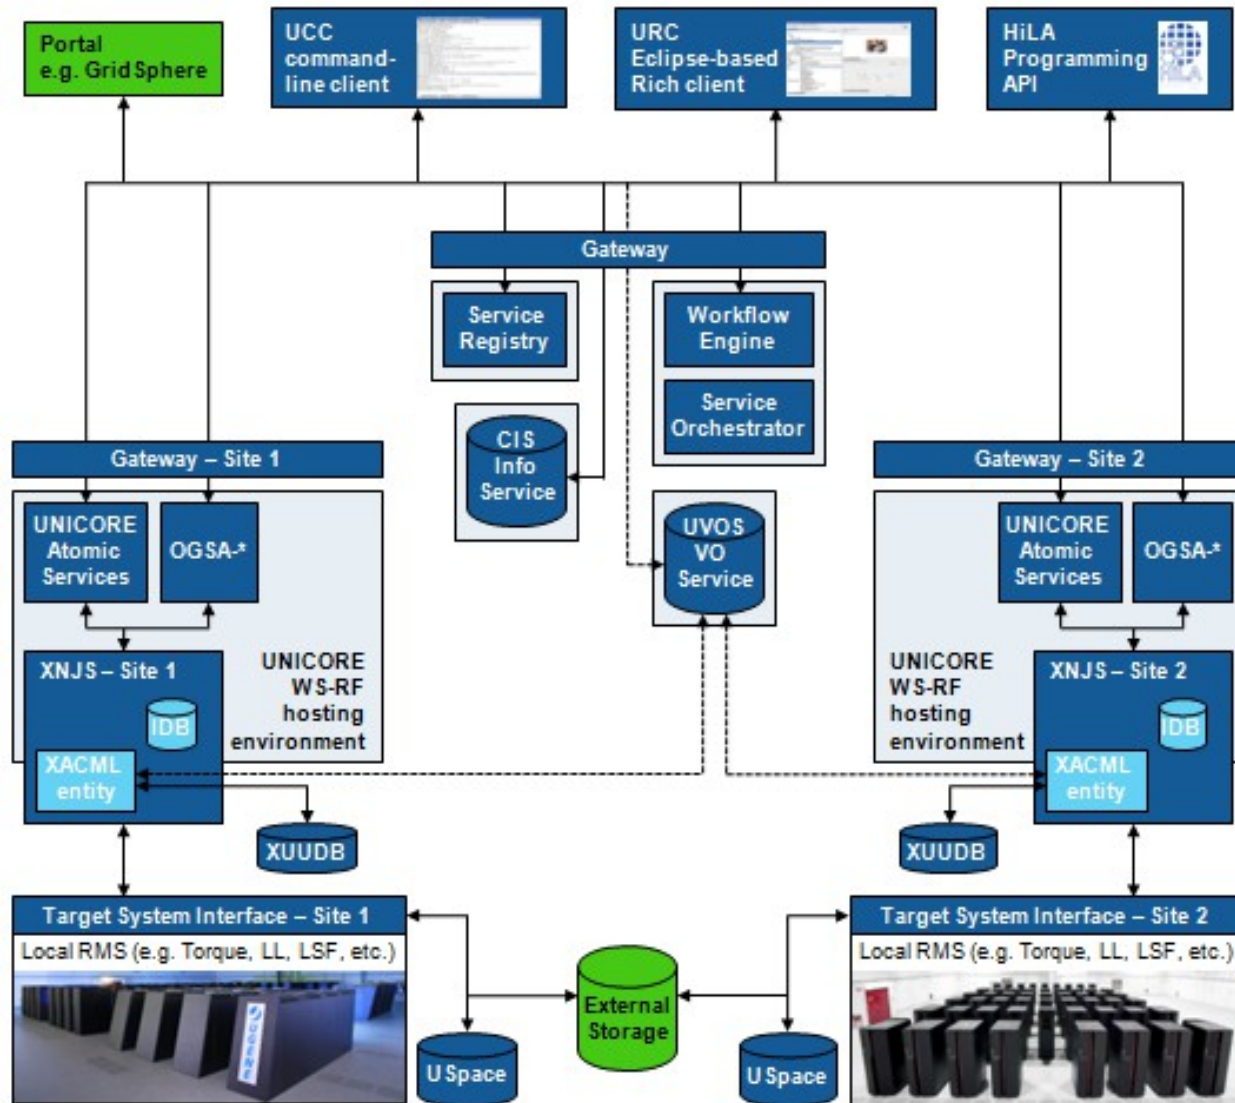 Portal
e.g. GridSphere
UCC
command-
line client
URC
Eclipse-based
Rich client
HiLA
Programming
API
HILA
Gateway
Service
Registry
Workflow
Engine
Service
Orchestrator
CIS
Info
Service
UVOS
VO
Service
Gateway – Site 1
UNICORE
Atomic
Services
OGSA-*
XNJS – Site 1
IDB
XACML
entity
UNICORE
WS-RF
hosting
environment
XUUDB
Gateway – Site 2
UNICORE
Atomic
Services
OGSA-*
UNICORE
WS-RF
hosting
environment
XNJS – Site 2
IDB
XACML
entity
XUUDB
Target System Interface – Site 1
Local RMS (e.g. Torque, LL, LSF, etc.)
JUGENE
USpace
External
Storage
USpace
Target System Interface – Site 2
Local RMS (e.g. Torque, LL, LSF, etc.)